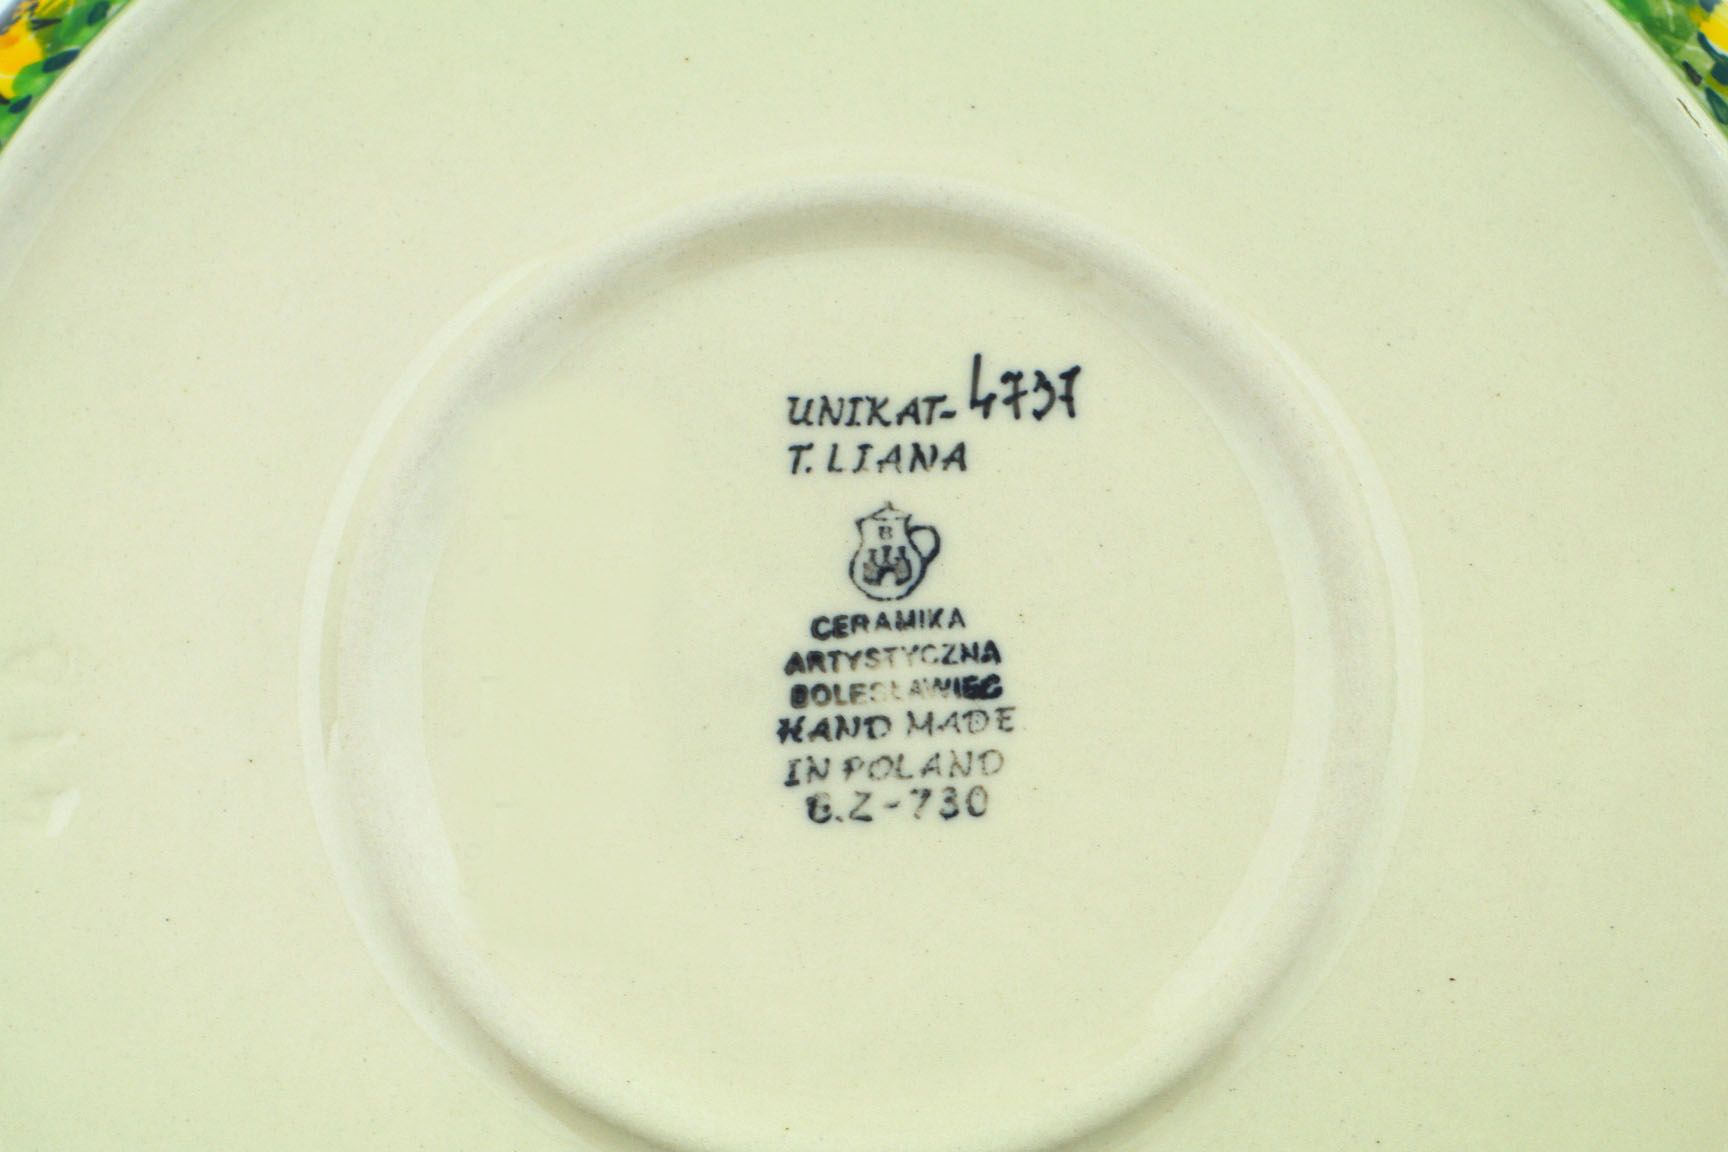 UNIKAT-4737
T. LIANA
B
CERAMIKA
ARTYSTYCZNA
BOLESŁAWIEC
HAND MADE
IN POLAND
B.Z-730